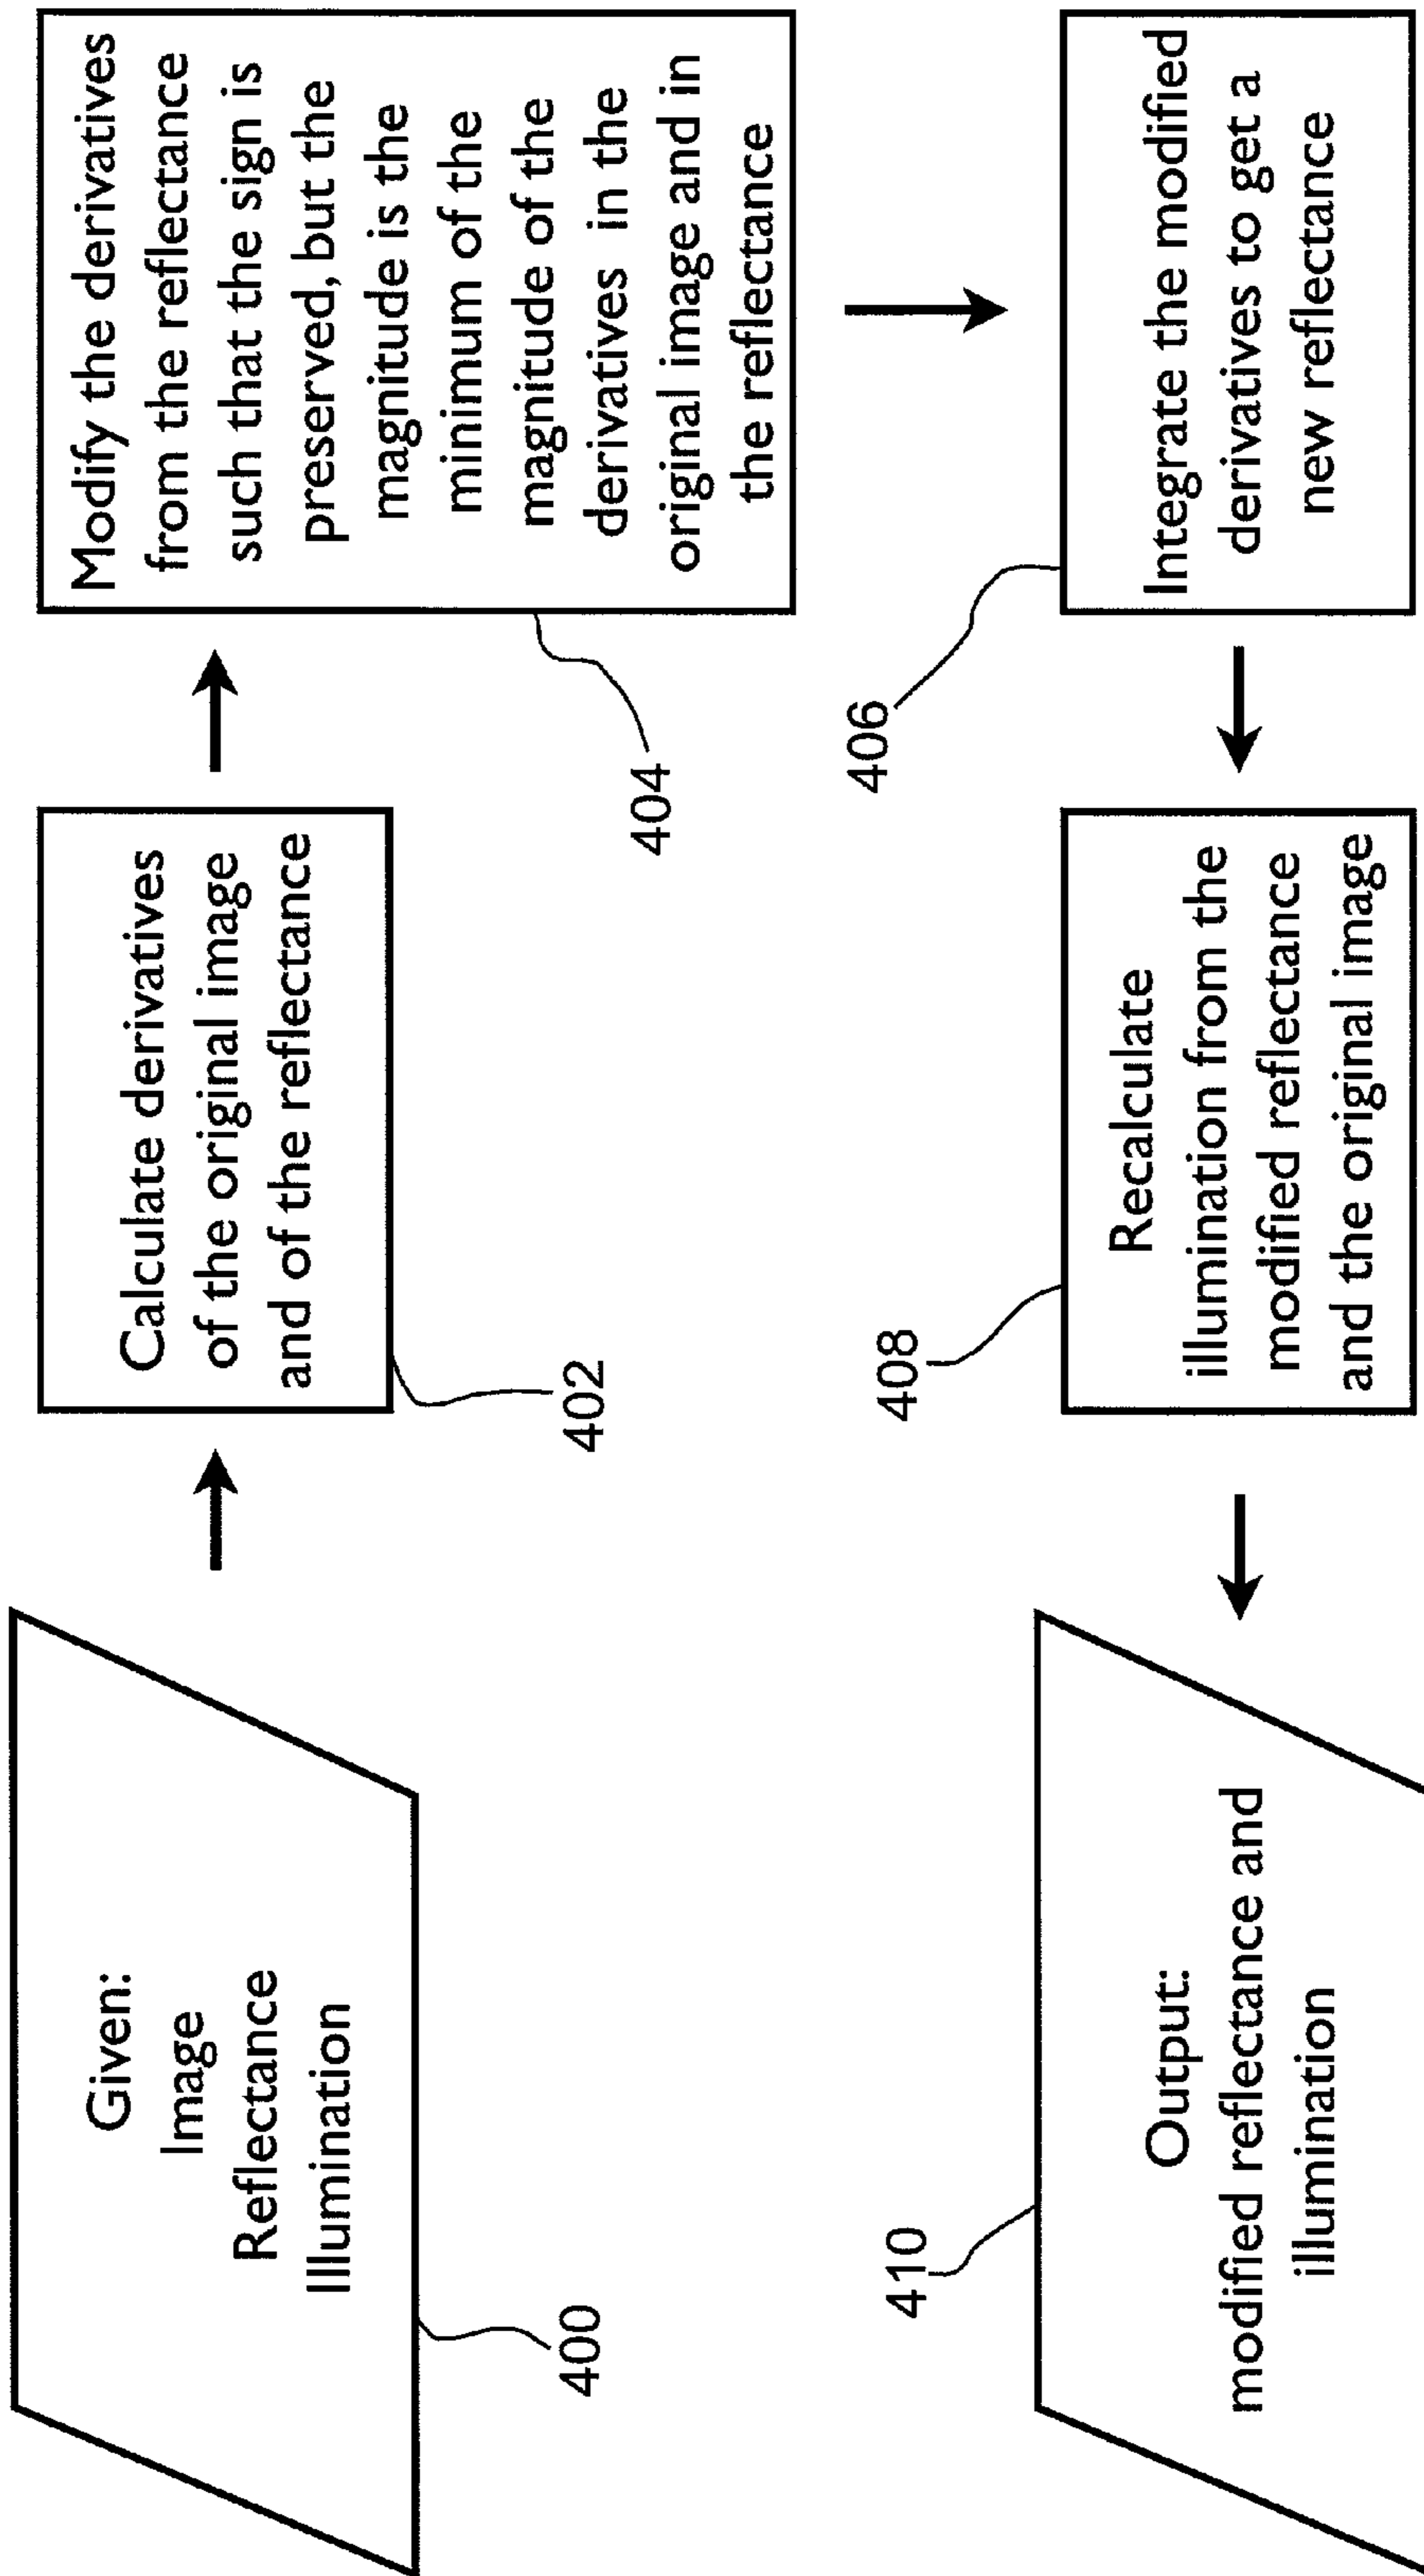 Given:
Image
Reflectance
Illumination
400
Calculate derivatives
of the original image
and of the reflectance
402
Modify the derivatives
from the reflectance
such that the sign is
preserved, but the
magnitude is the
minimum of the
magnitude of the
derivatives in the
original image and in
the reflectance
404
Integrate the modified
derivatives to get a
new reflectance
406
Recalculate
illumination from the
modified reflectance
and the original image
408
Output:
modified reflectance and
illumination
410